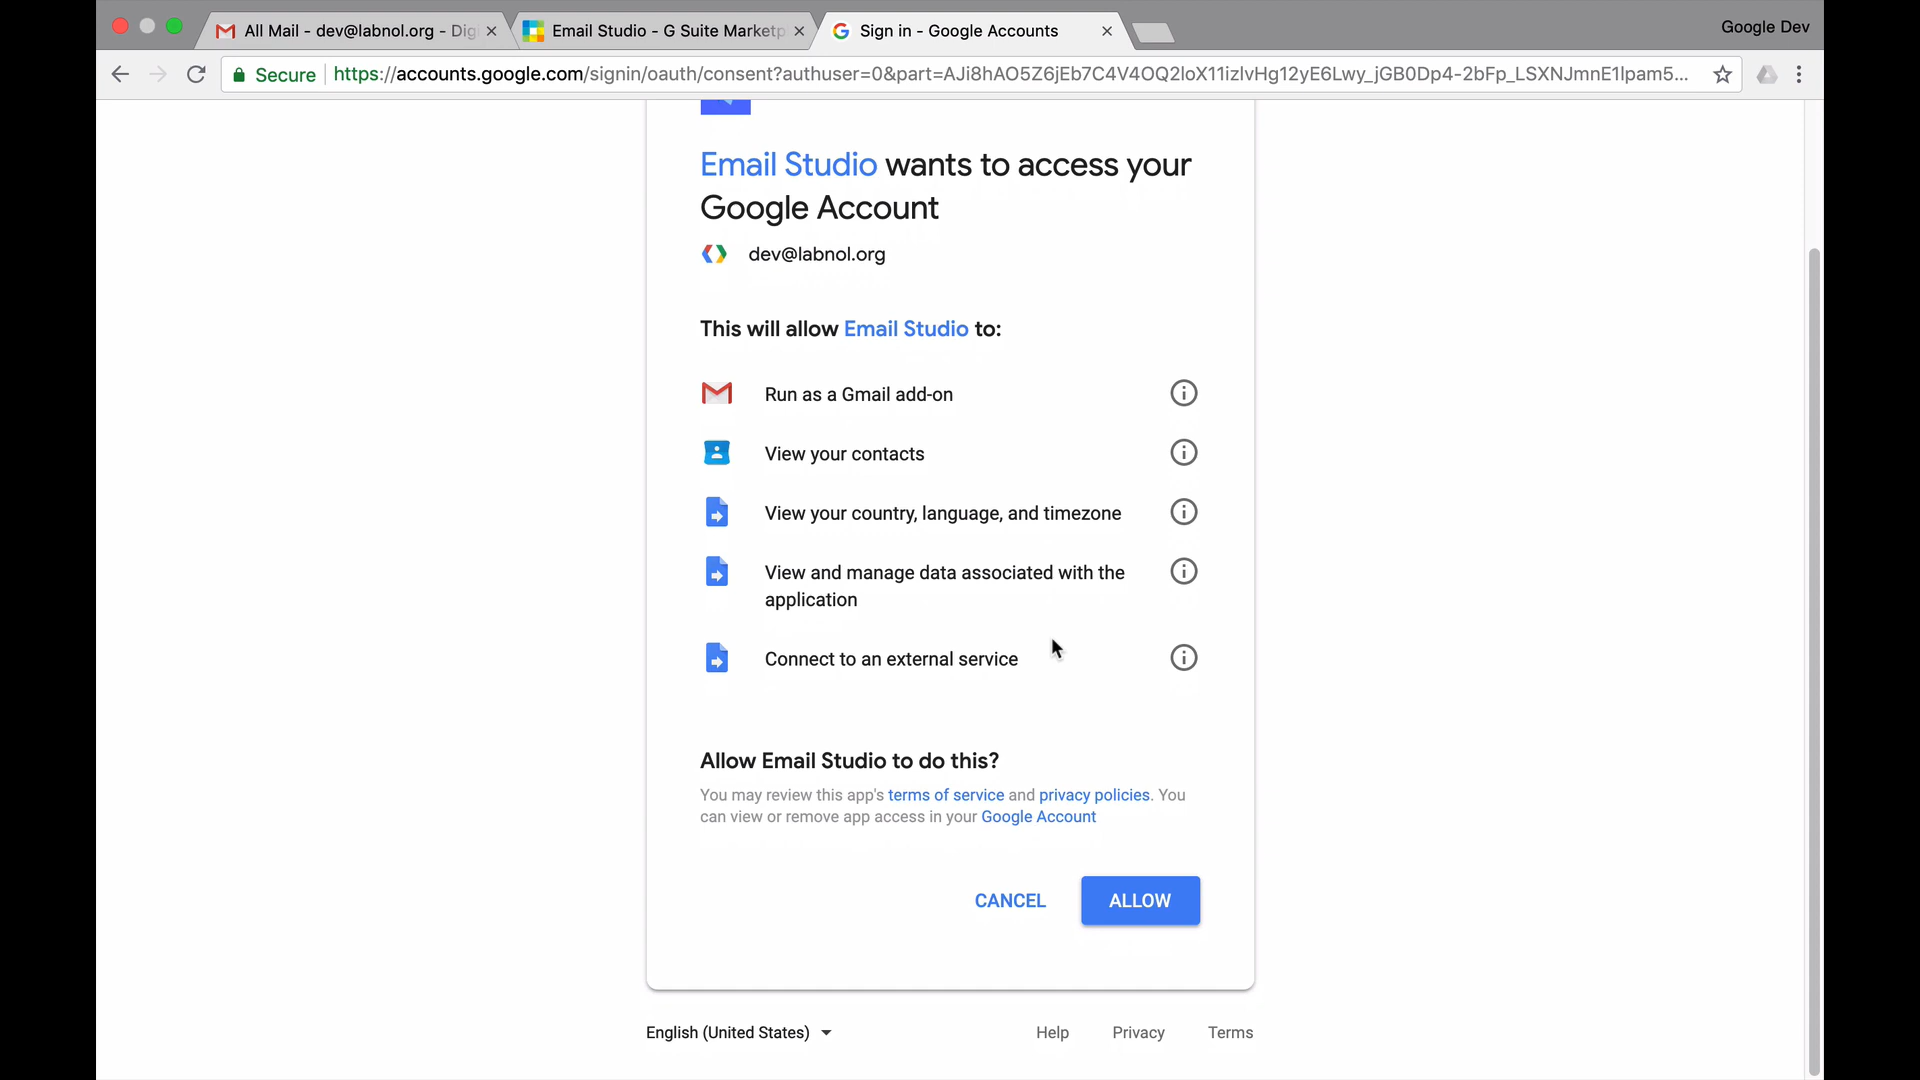 All Mail - dev@labnol.org - Dig
Email Studio - G Suite Marketp
Sign in - Google Accounts
Google Dev
Secure
https://accounts.google.com/signin/oauth/consent?authuser=0&part=AJi8hAO5Z6jEb7C4V4OQ2loX11izlvHg12yE6Lwy_jGB0Dp4-2bFp_LSXNJmnE1lpam5...
Email Studio wants to access your
Google Account
dev@labnol.org
This will allow Email Studio to:
Run as a Gmail add-on
View your contacts
View your country, language, and timezone
View and manage data associated with the
application
Connect to an external service
Allow Email Studio to do this?
You may review this app's terms of service and privacy policies. You
can view or remove app access in your Google Account
CANCEL
ALLOW
English (United States)
Help
Privacy
Terms